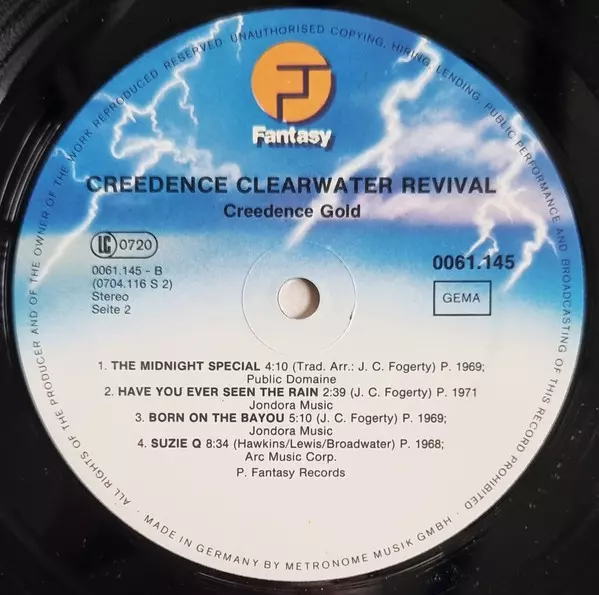 ALL RIGHTS OF THE PRODUCER AND OF THE OWNER OF THE WORK REPRODUCED RESERVED. UNAUTHORISED COPYING, HIRING, LENDING, PUBLIC PERFORMANCE AND BROADCASTING OF THIS RECORD PROHIBITED
F
Fantasy
CREEDENCE CLEARWATER REVIVAL
Creedence Gold
LC 0720
0061.145 - B
(0704.116 S 2)
Stereo
Seite 2
0061.145
GEMA
1. THE MIDNIGHT SPECIAL 4:10 (Trad. Arr.: J. C. Fogerty) P. 1969;
Public Domaine
2. HAVE YOU EVER SEEN THE RAIN 2:39 (J. C. Fogerty) P. 1971
Jondora Music
3. BORN ON THE BAYOU 5:10 (J. C. Fogerty) P. 1969;
Jondora Music
4. SUZIE Q 8:34 (Hawkins/Lewis/Broadwater) P. 1968;
Arc Music Corp.
P. Fantasy Records
MADE IN GERMANY BY METRONOME MUSIK GMBH